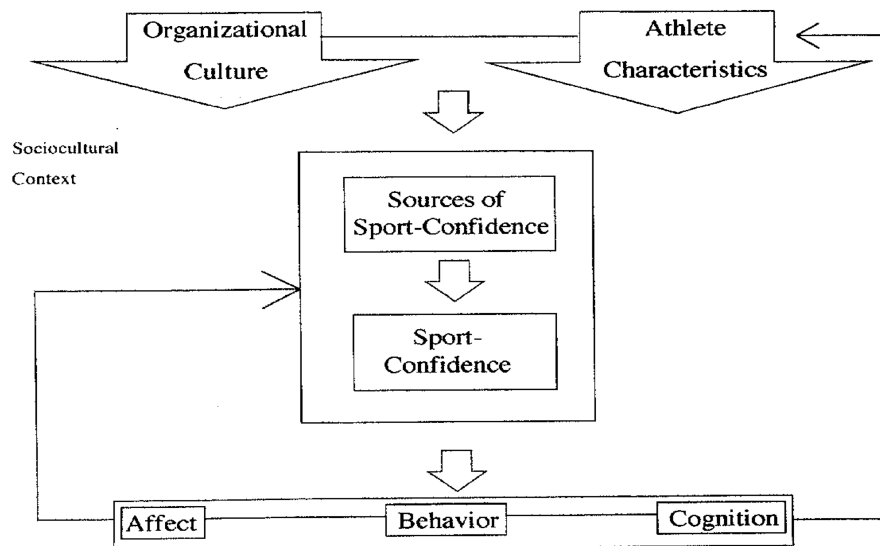 Organizational
Culture
Athlete
Characteristics
Sociocultural
Context
Sources of
Sport-Confidence
Sport-
Confidence
Affect
Behavior
Cognition